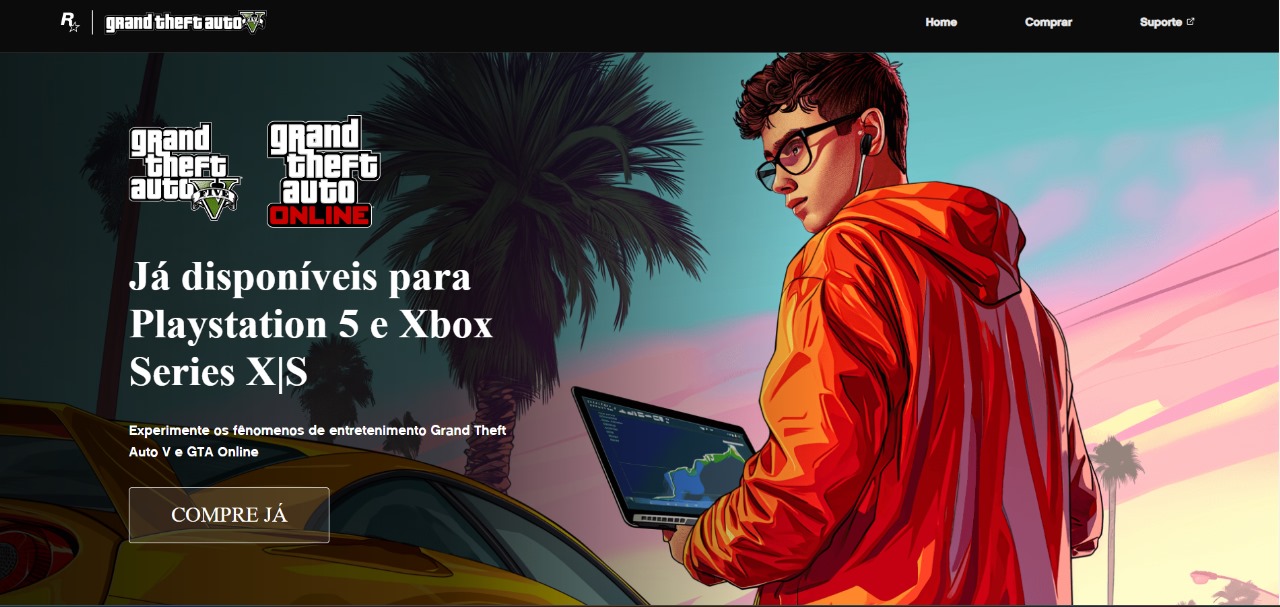 R
grand theft auto V
FIVE
Home
Comprar
Suporte
grand
theft
auto V
FIVE
grand
theft
auto
ONLINE
Já disponíveis para
Playstation 5 e Xbox
Series X|S
Experimente os fênomenos de entretenimento Grand Theft
Auto V e GTA Online
COMPRE JÁ